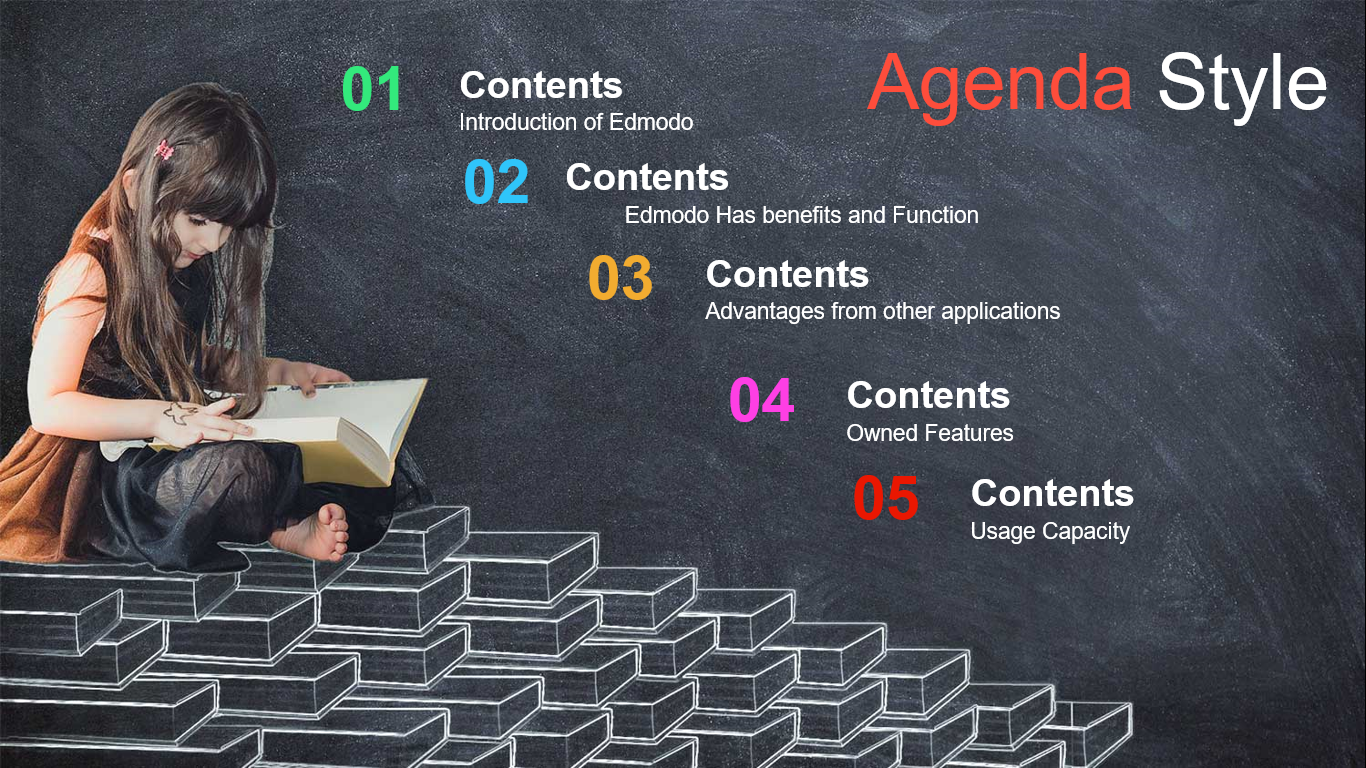 Agenda Style
01
Contents
Introduction of Edmodo
02
Contents
Edmodo Has benefits and Function
03
Contents
Advantages from other applications
04
Contents
Owned Features
05
Contents
Usage Capacity